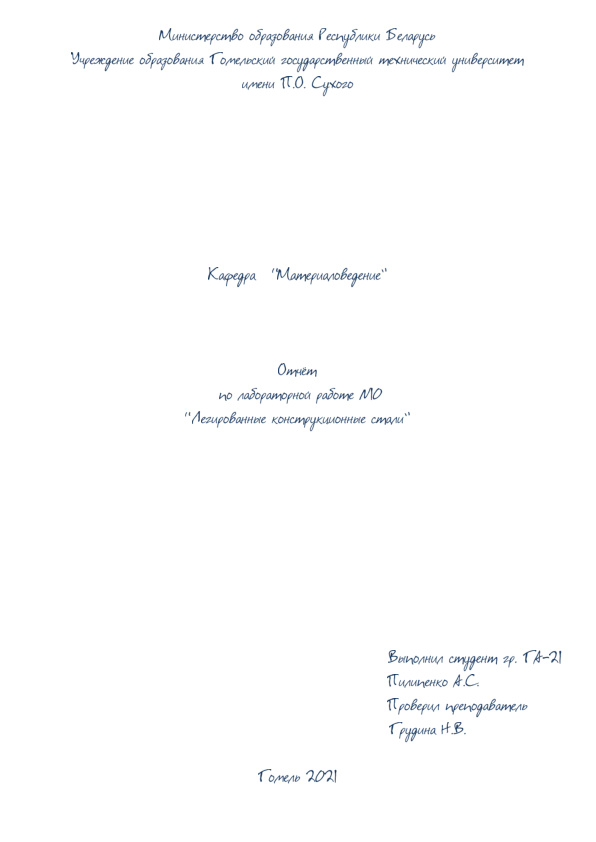 Министерство образования Республики Беларусь
Учреждение образования Гомельский государственный технический университет
имени П.О. Сухого
Кафедра "Материаловедение"
Отчёт
по лабораторной работе МО
"Легированные конструкционные стали"
Выполнил студент гр. ГА-21
Пилипенко А.С.
Проверил преподаватель
Грудина Н.В.
Гомель 2021